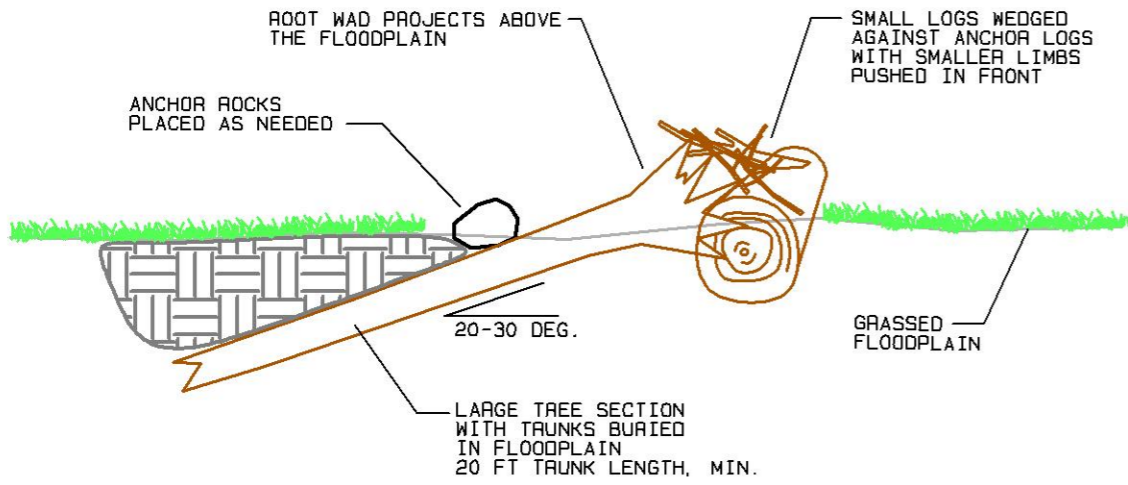 ROOT WAD PROJECTS ABOVE
THE FLOODPLAIN
SMALL LOGS WEDGED
AGAINST ANCHOR LOGS
WITH SMALLER LIMBS
PUSHED IN FRONT
ANCHOR ROCKS
PLACED AS NEEDED
20-30 DEG.
GRASSED
FLOODPLAIN
LARGE TREE SECTION
WITH TRUNKS BURIED
IN FLOODPLAIN
20 FT TRUNK LENGTH, MIN.